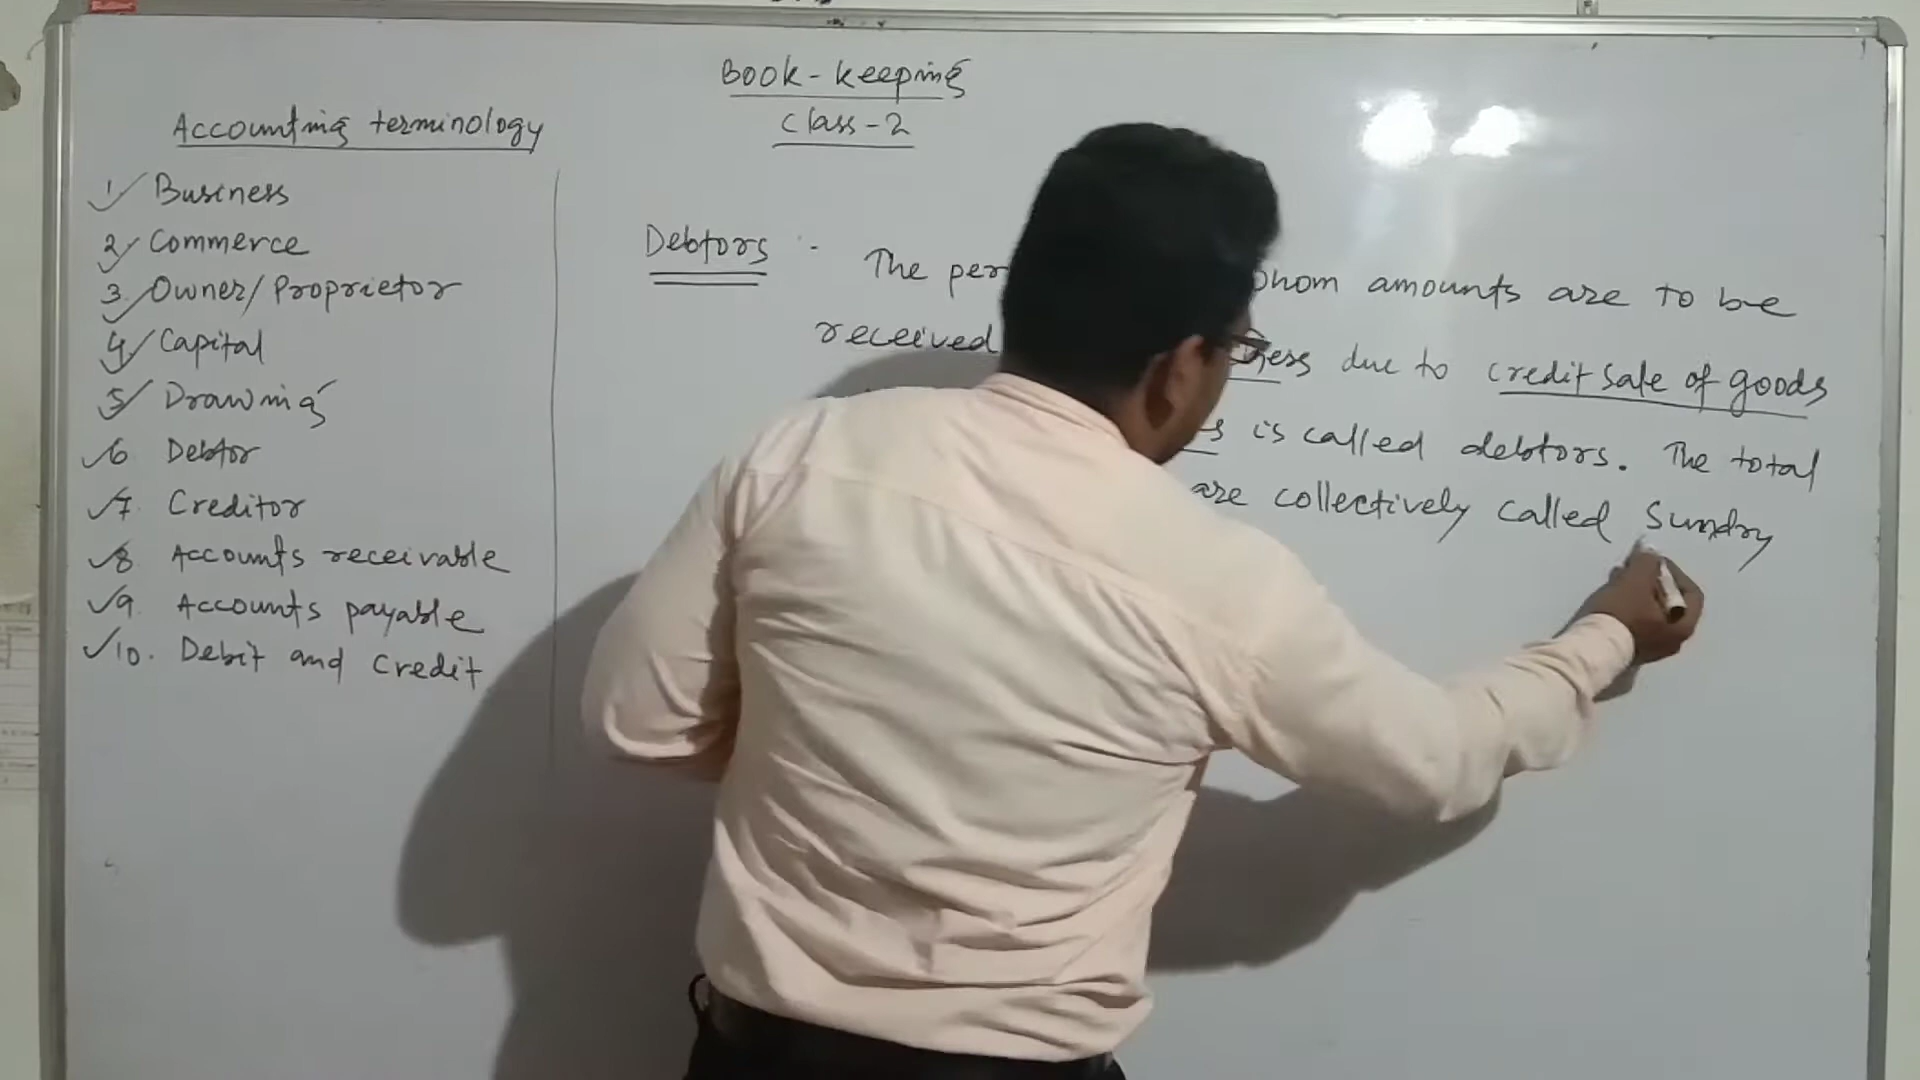 Book-keeping
Class-2
Accounting terminology
1 Business
2 Commerce
3. Owner/Proprietor
4 Capital
5 Drawing
6 Debtor
7. Creditor
8 Accounts receivable
9. Accounts payable
10. Debit and Credit
Debtors :-
The amounts are to be
received due to credit sale of goods
is called debtors. The total
are collectively called Sundry